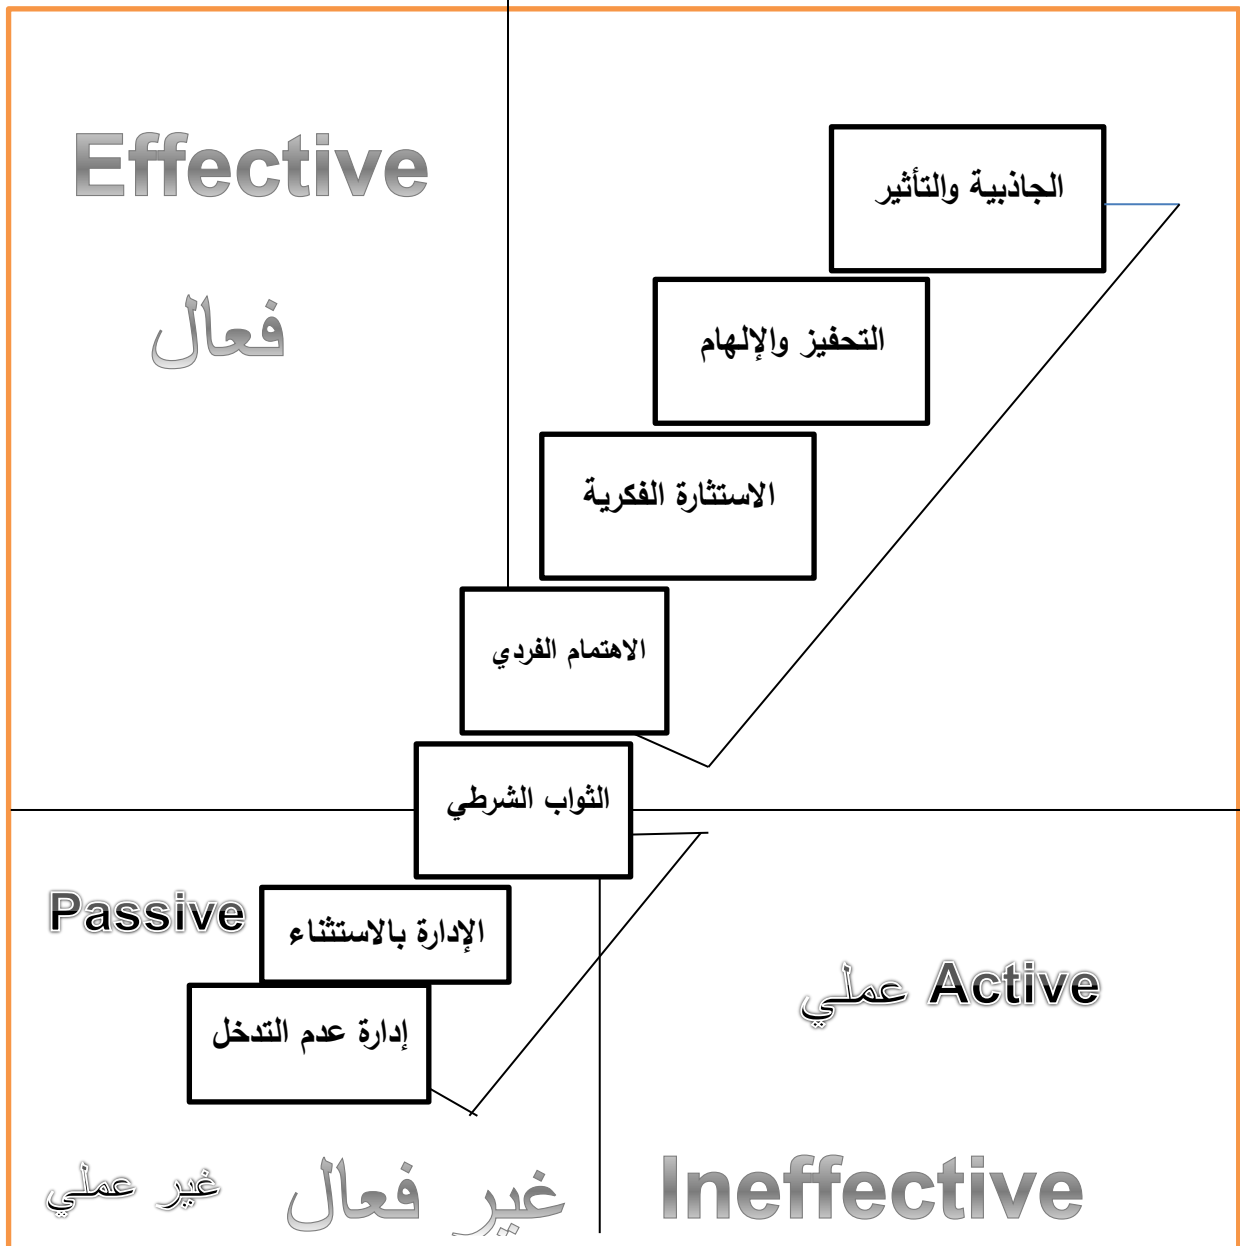 Effective
فعال
الجاذبية والتأثير
التحفيز والإلهام
الاستثارة الفكرية
الاهتمام الفردي
الثواب الشرطي
Passive
الإدارة بالاستثناء
Active عملي
إدارة عدم التدخل
غير عملي
غير فعال
Ineffective